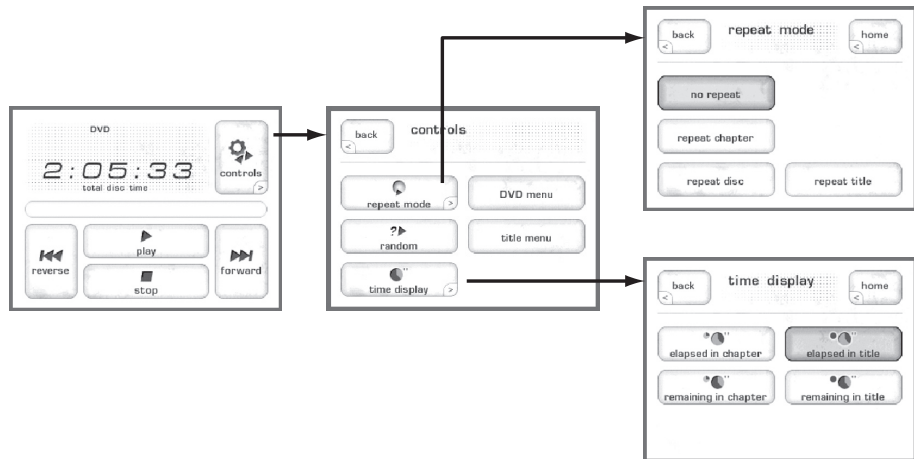 DVD
2:05:33
total disc time
controls
reverse
play
stop
forward
back
controls
repeat mode
DVD menu
?
random
title menu
time display
back
repeat mode
home
no repeat
repeat chapter
repeat disc
repeat title
back
time display
home
elapsed in chapter
elapsed in title
remaining in chapter
remaining in title